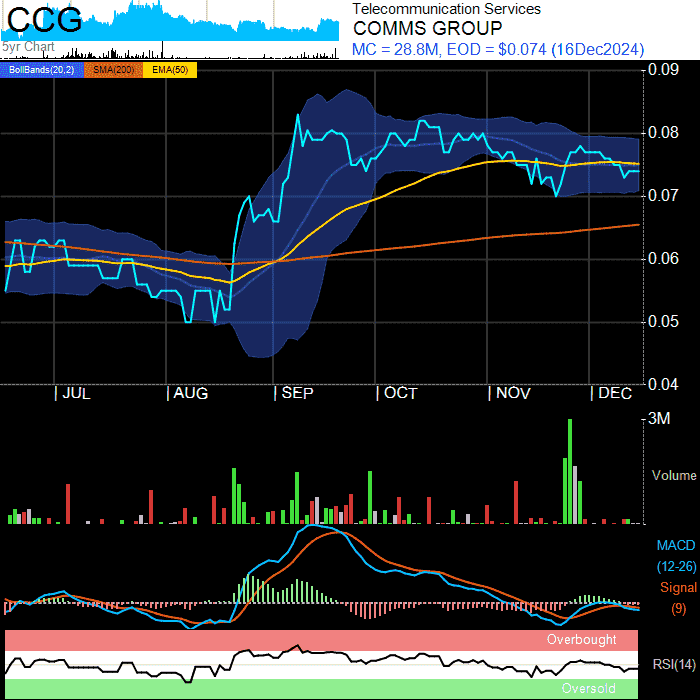 CCG
5yr Chart
Telecommunication Services
COMMS GROUP
MC = 28.8M, EOD = $0.074 (16Dec2024)
BollBands(20,2) SMA(200) EMA(50)
0.09
0.08
0.07
0.06
0.05
0.04
JUL AUG SEP OCT NOV DEC
3M
Volume
MACD
(12-26)
Signal
(9)
Overbought
RSI(14)
Oversold